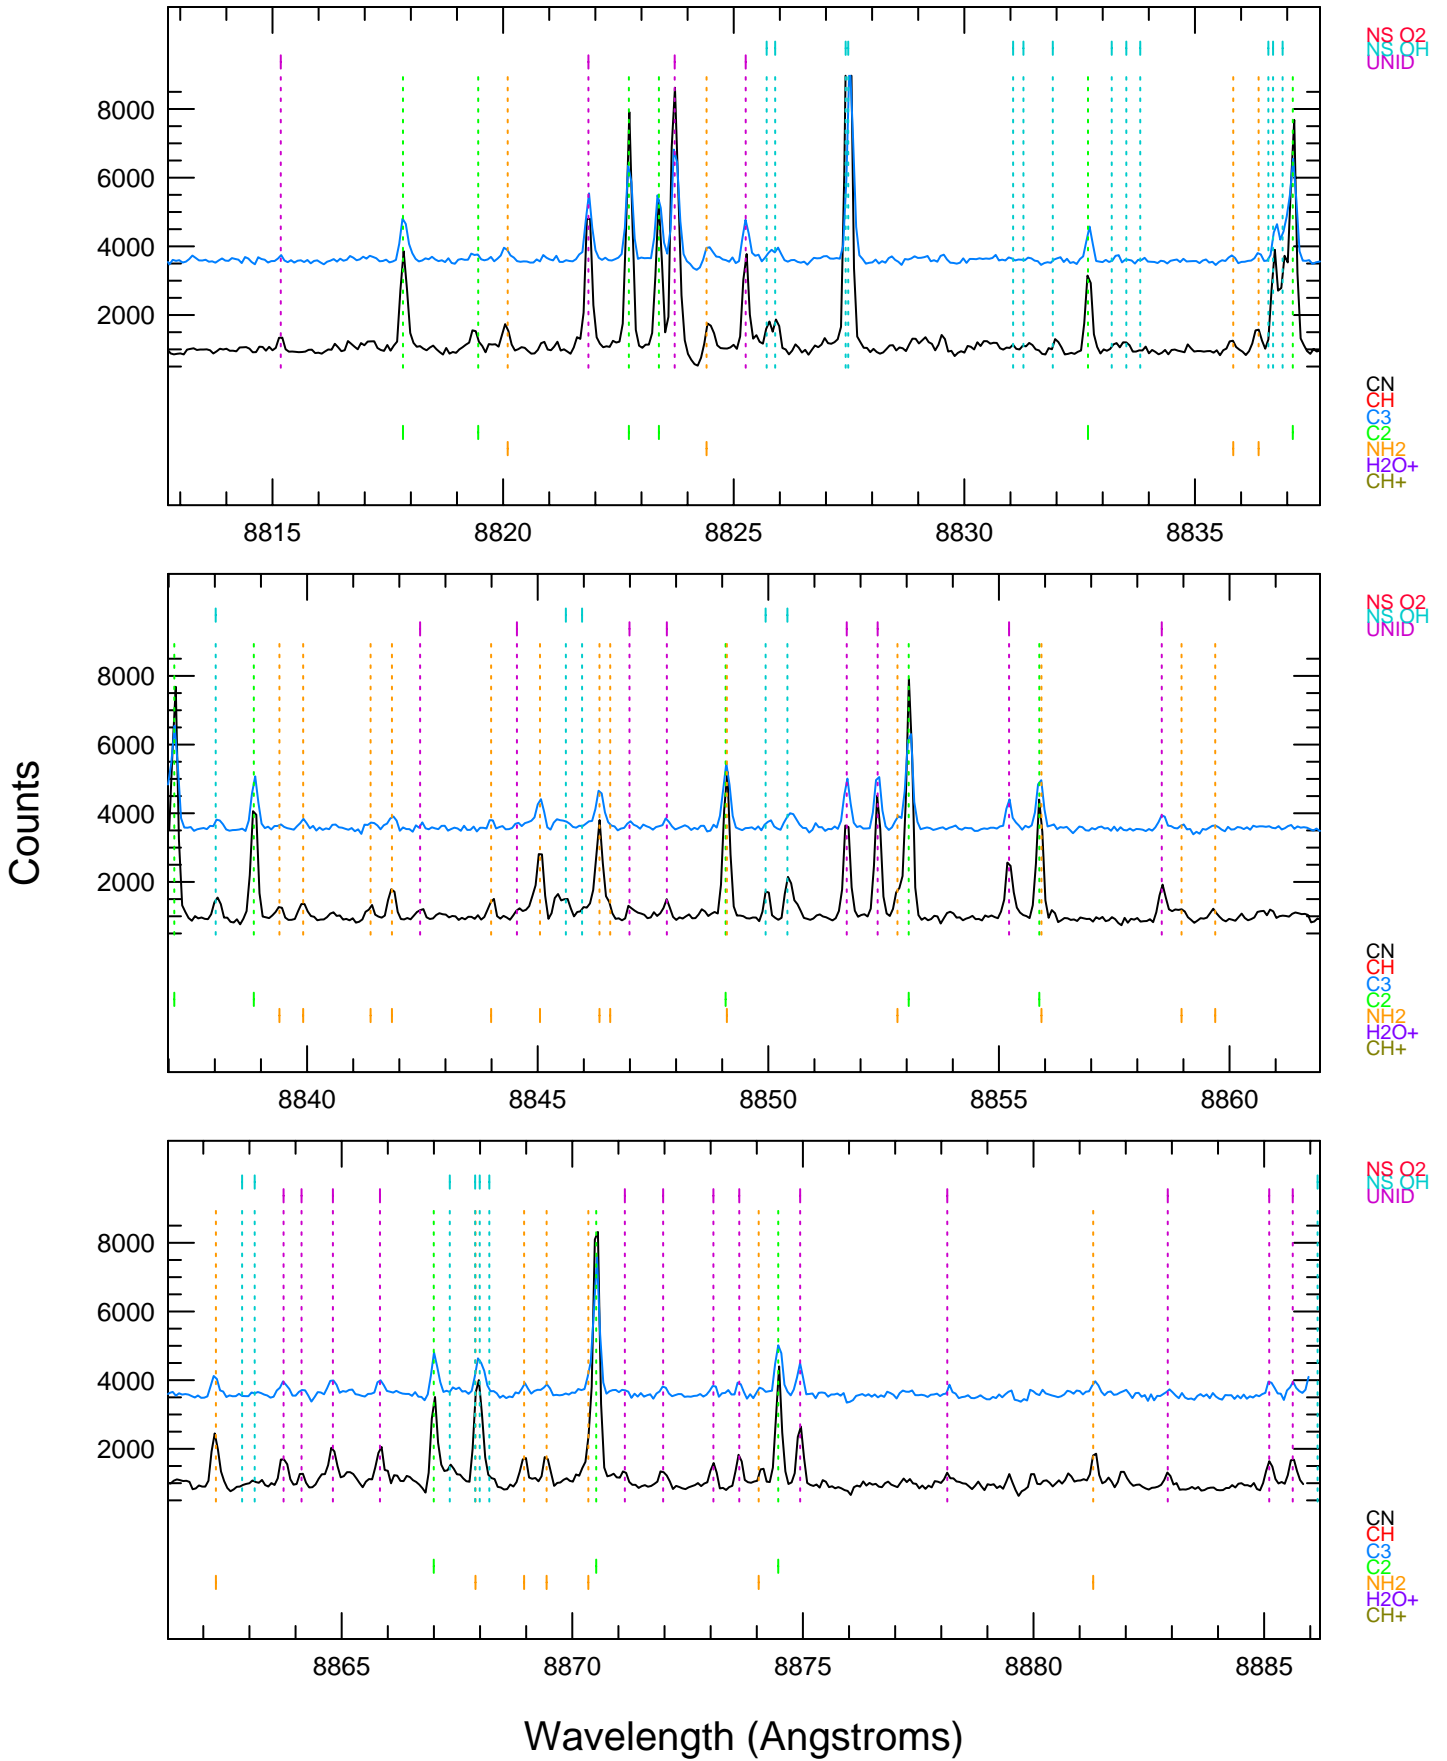 NS O2
NS OH
UNID
8000
6000
4000
2000
CN
CH
C3
C2
NH2
H2O+
CH+
8815 8820 8825 8830 8835
NS O2
NS OH
UNID
8000
6000
4000
2000
Counts
CN
CH
C3
C2
NH2
H2O+
CH+
8840 8845 8850 8855 8860
NS O2
NS OH
UNID
8000
6000
4000
2000
CN
CH
C3
C2
NH2
H2O+
CH+
8865 8870 8875 8880 8885
Wavelength (Angstroms)